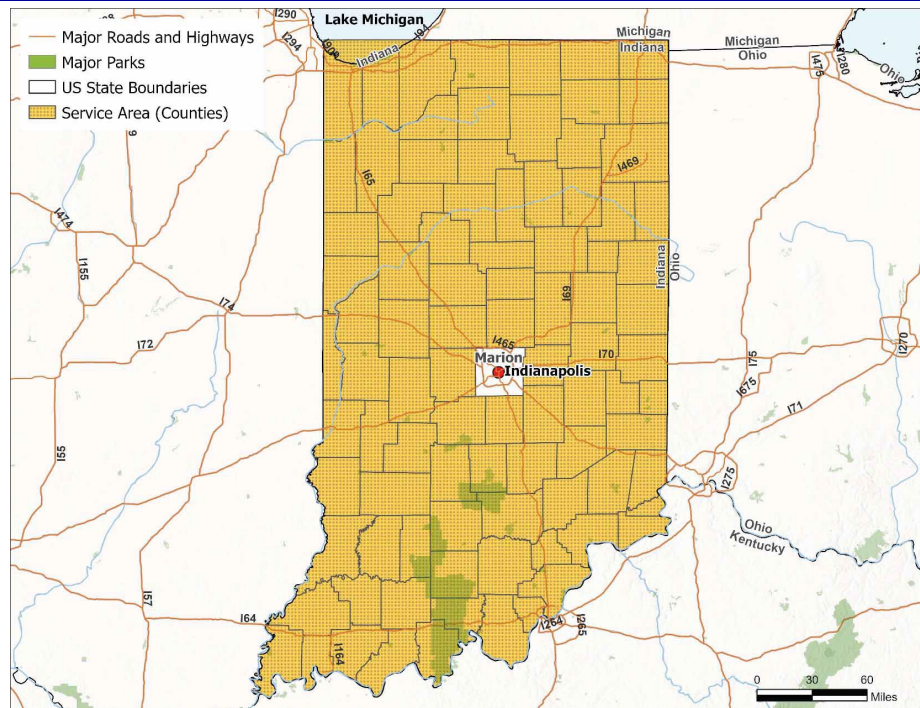 Major Roads and Highways
Major Parks
US State Boundaries
Service Area (Counties)
I290
I294
I90
I94
Lake Michigan
Indiana
Michigan
Indiana
Michigan
Ohio
I475
I280
Ohio
I65
I469
I474
I155
I74
I72
I69
Indiana
Ohio
I465
Marion
Indianapolis
I70
I75
I270
I675
I71
I55
I275
Ohio
Kentucky
I57
I64
I164
I264
I265
0 30 60
Miles